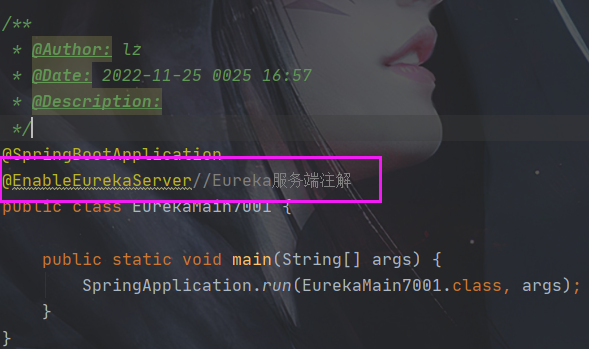 /**
* @Author: lz
* @Date: 2022-11-25 0025 16:57
* @Description:
*/
@SpringBootApplication
@EnableEurekaServer//Eureka服务端注解
public class EurekaMain7001 {
public static void main(String[] args) {
SpringApplication.run(EurekaMain7001.class, args);
}
}